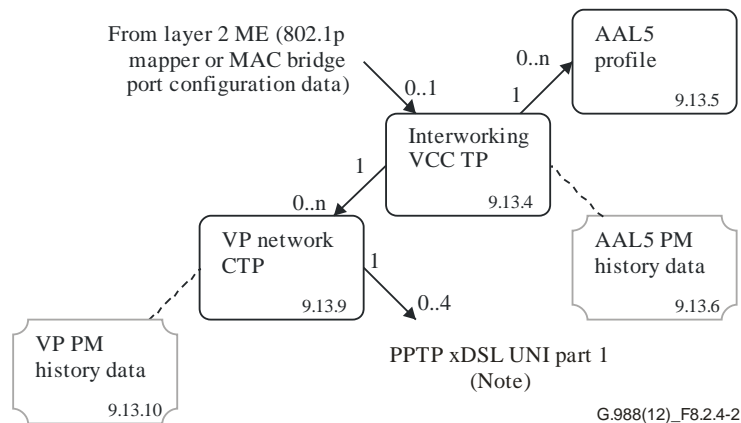 From layer 2 ME (802.1p
mapper or MAC bridge
port configuration data)
0..1
AAL5
profile
9.13.5
0..n
1
Interworking
VCC TP
9.13.4
1
0..n
VP network
CTP
9.13.9
1
0..4
AAL5 PM
history data
9.13.6
VP PM
history data
9.13.10
PPTP xDSL UNI part 1
(Note)
G.988(12)_F8.2.4-2